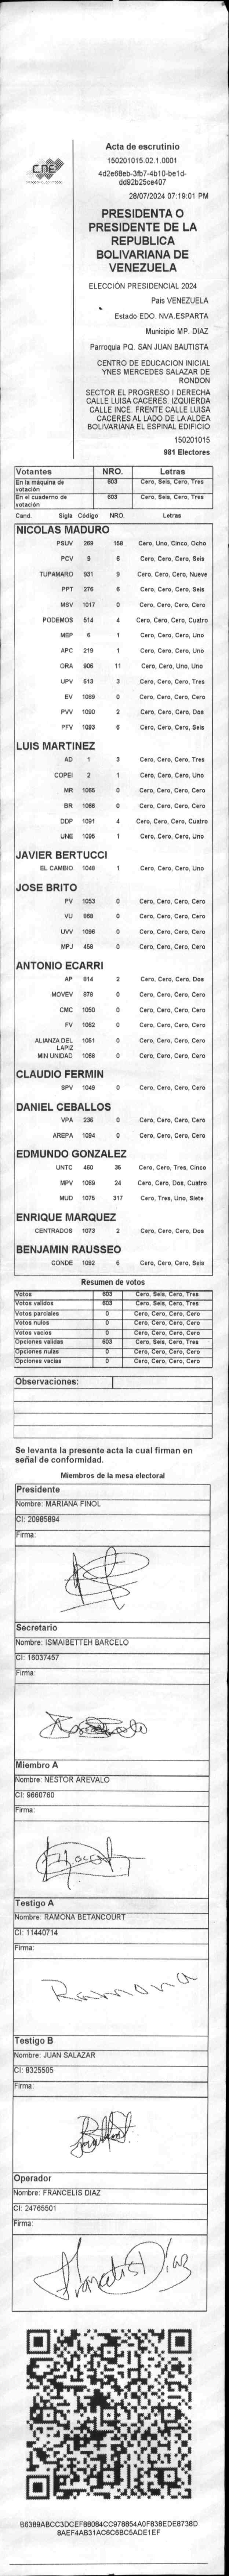 CNE
Acta de escrutinio
150201015.02.1.0001
4d2e68eb-3fb7-4b10-be1d-
dd92b25ce407
28/07/2024 07:19:01 PM
PRESIDENTA O
PRESIDENTE DE LA
REPUBLICA
BOLIVARIANA DE
VENEZUELA
ELECCIÓN PRESIDENCIAL 2024
País VENEZUELA
Estado EDO. NVA.ESPARTA
Municipio MP. DIAZ
Parroquia PQ. SAN JUAN BAUTISTA
CENTRO DE EDUCACION INICIAL
YNES MERCEDES SALAZAR DE
RONDON
SECTOR EL PROGRESO I DERECHA
CALLE LUISA CACERES. IZQUIERDA
CALLE INCE. FRENTE CALLE LUISA
CACERES AL LADO DE LA ALDEA
BOLIVARIANA EL ESPINAL EDIFICIO
150201015
981 Electores
Votantes NRO. Letras
En la máquina de votación 603 Cero, Seis, Cero, Tres
En el cuaderno de votación 603 Cero, Seis, Cero, Tres
Cand. Sigla Código NRO. Letras
NICOLAS MADURO
PSUV 269 158 Cero, Uno, Cinco, Ocho
PCV 9 6 Cero, Cero, Cero, Seis
TUPAMARO 931 9 Cero, Cero, Cero, Nueve
PPT 276 6 Cero, Cero, Cero, Seis
MSV 1017 0 Cero, Cero, Cero, Cero
PODEMOS 514 4 Cero, Cero, Cero, Cuatro
MEP 6 1 Cero, Cero, Cero, Uno
APC 219 1 Cero, Cero, Cero, Uno
ORA 906 11 Cero, Cero, Uno, Uno
UPV 613 3 Cero, Cero, Cero, Tres
EV 1089 0 Cero, Cero, Cero, Cero
PVV 1090 2 Cero, Cero, Cero, Dos
PFV 1093 6 Cero, Cero, Cero, Seis
LUIS MARTINEZ
AD 1 3 Cero, Cero, Cero, Tres
COPEI 2 1 Cero, Cero, Cero, Uno
MR 1065 0 Cero, Cero, Cero, Cero
BR 1066 0 Cero, Cero, Cero, Cero
DDP 1091 4 Cero, Cero, Cero, Cuatro
UNE 1095 1 Cero, Cero, Cero, Uno
JAVIER BERTUCCI
EL CAMBIO 1048 1 Cero, Cero, Cero, Uno
JOSE BRITO
PV 1053 0 Cero, Cero, Cero, Cero
VU 869 0 Cero, Cero, Cero, Cero
UVV 1096 0 Cero, Cero, Cero, Cero
MPJ 458 0 Cero, Cero, Cero, Cero
ANTONIO ECARRI
AP 814 2 Cero, Cero, Cero, Dos
MOVEV 878 0 Cero, Cero, Cero, Cero
CMC 1050 0 Cero, Cero, Cero, Cero
FV 1062 0 Cero, Cero, Cero, Cero
ALIANZA DEL LAPIZ 1051 0 Cero, Cero, Cero, Cero
MIN UNIDAD 1068 0 Cero, Cero, Cero, Cero
CLAUDIO FERMIN
SPV 1049 0 Cero, Cero, Cero, Cero
DANIEL CEBALLOS
VPA 236 0 Cero, Cero, Cero, Cero
AREPA 1094 0 Cero, Cero, Cero, Cero
EDMUNDO GONZALEZ
UNTC 460 35 Cero, Cero, Tres, Cinco
MPV 1069 24 Cero, Cero, Dos, Cuatro
MUD 1075 317 Cero, Tres, Uno, Siete
ENRIQUE MARQUEZ
CENTRADOS 1073 2 Cero, Cero, Cero, Dos
BENJAMIN RAUSSEO
CONDE 1092 6 Cero, Cero, Cero, Seis
Resumen de votos
Votos 603 Cero, Seis, Cero, Tres
Votos validos 603 Cero, Seis, Cero, Tres
Votos parciales 0 Cero, Cero, Cero, Cero
Votos nulos 0 Cero, Cero, Cero, Cero
Votos vacios 0 Cero, Cero, Cero, Cero
Opciones validas 603 Cero, Seis, Cero, Tres
Opciones nulas 0 Cero, Cero, Cero, Cero
Opciones vacias 0 Cero, Cero, Cero, Cero
Observaciones:
Se levanta la presente acta la cual firman en
señal de conformidad.
Miembros de la mesa electoral
Presidente
Nombre: MARIANA FINOL
CI: 20985894
Firma:
Secretario
Nombre: ISMAIBETTEH BARCELO
CI: 16037457
Firma:
Miembro A
Nombre: NESTOR AREVALO
CI: 9660760
Firma:
Testigo A
Nombre: RAMONA BETANCOURT
CI: 11440714
Firma:
Ramona
Testigo B
Nombre: JUAN SALAZAR
CI: 8325505
Firma:
Operador
Nombre: FRANCELIS DIAZ
CI: 24765501
Firma:
Francelis Díaz
B6389ABCC3DCEF88084CC978854A0F838EDE8738D
8AEF4AB31AC6C6BC5ADE1EF